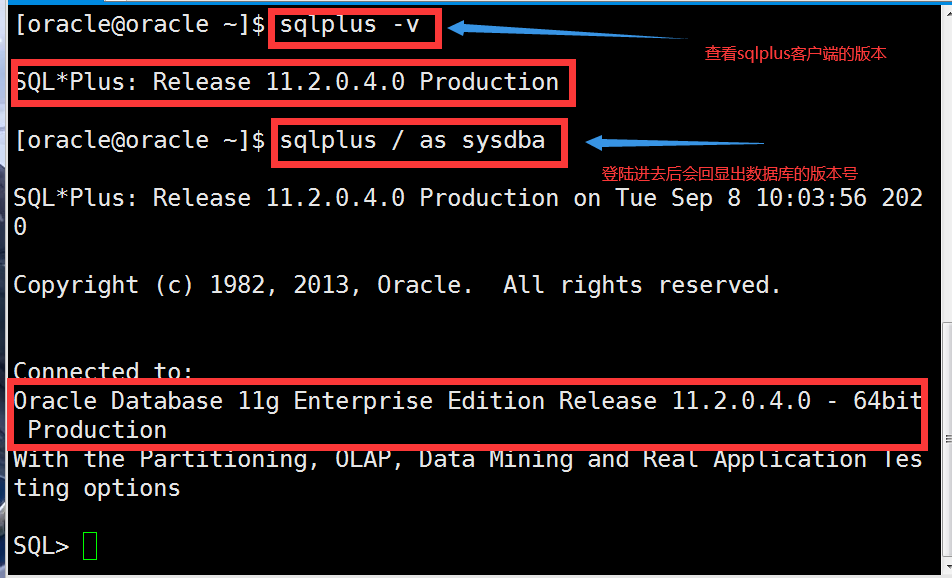 [oracle@oracle ~]$ sqlplus -v
查看sqlplus客户端的版本
SQL*Plus: Release 11.2.0.4.0 Production
[oracle@oracle ~]$ sqlplus / as sysdba
登陆进去后会回显出数据库的版本号
SQL*Plus: Release 11.2.0.4.0 Production on Tue Sep 8 10:03:56 202
0
Copyright (c) 1982, 2013, Oracle.  All rights reserved.
Connected to:
Oracle Database 11g Enterprise Edition Release 11.2.0.4.0 - 64bit
 Production
With the Partitioning, OLAP, Data Mining and Real Application Tes
ting options
SQL>